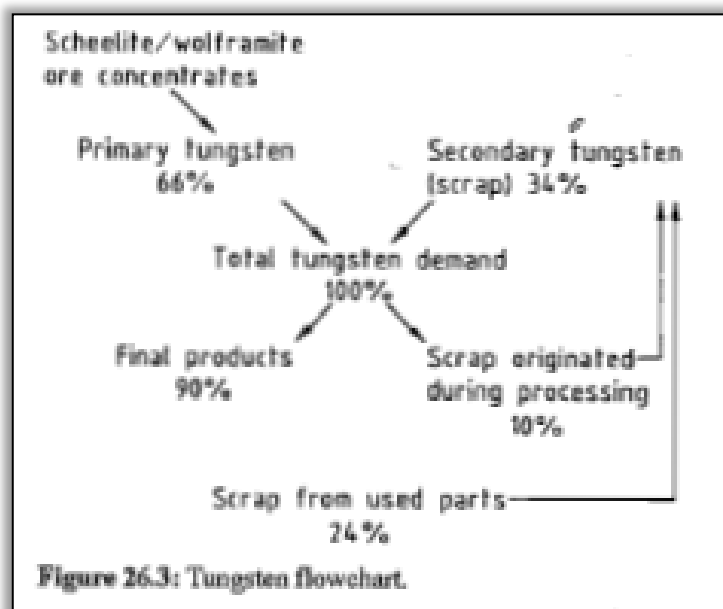 Scheelite/wolframite
ore concentrates
Primary tungsten
66%
Secondary tungsten
(scrap) 34%
Total tungsten demand
100%
Final products
90%
Scrap originated
during processing
10%
Scrap from used parts
24%
Figure 26.3: Tungsten flowchart.